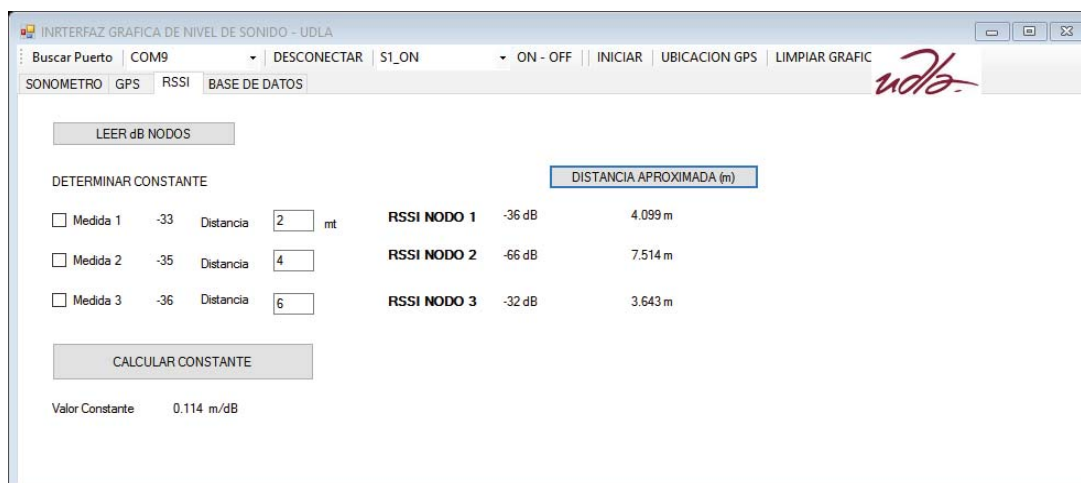 INRTERFAZ GRAFICA DE NIVEL DE SONIDO - UDLA
Buscar Puerto COM9 DESCONECTAR S1_ON ON - OFF INICIAR UBICACION GPS LIMPIAR GRAFIC
udla-
SONOMETRO GPS RSSI BASE DE DATOS
LEER dB NODOS
DETERMINAR CONSTANTE DISTANCIA APROXIMADA (m)
Medida 1 -33 Distancia 2 mt RSSI NODO 1 -36 dB 4.099 m
Medida 2 -35 Distancia 4 RSSI NODO 2 -66 dB 7.514 m
Medida 3 -36 Distancia 6 RSSI NODO 3 -32 dB 3.643 m
CALCULAR CONSTANTE
Valor Constante 0.114 m/dB